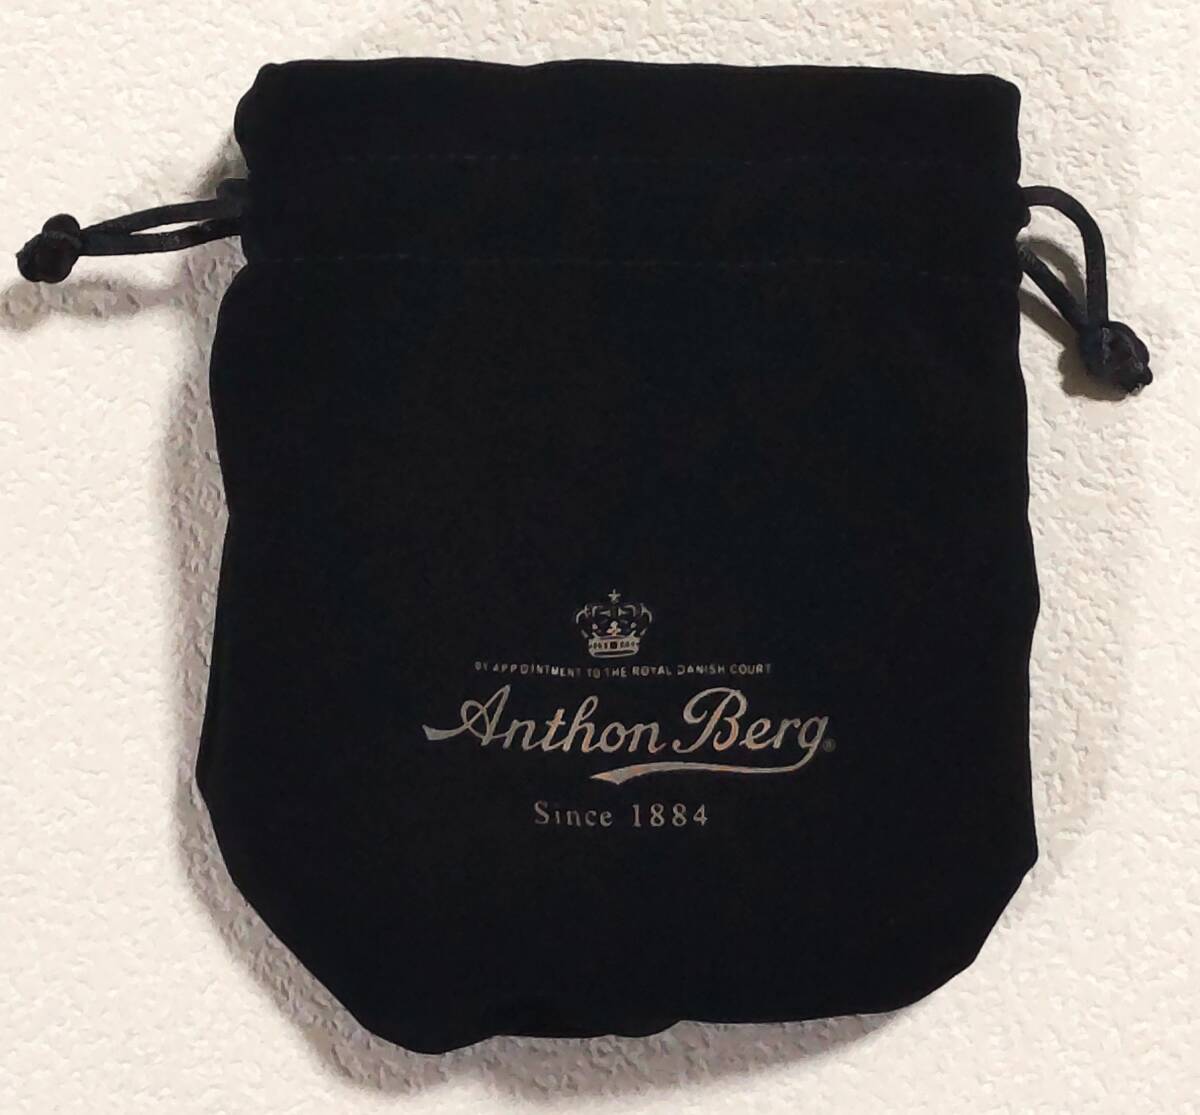 BY APPOINTMENT TO THE ROYAL DANISH COURT
Anthon Berg®
Since 1884